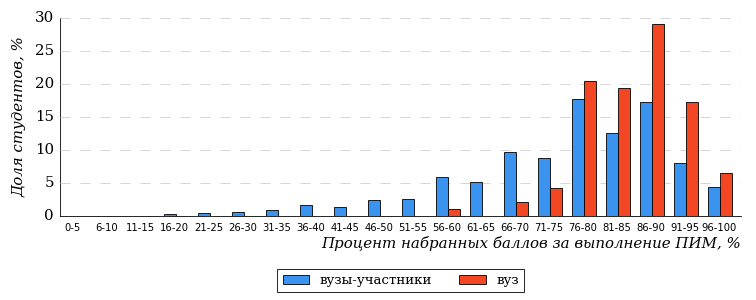 Доля студентов, %
30
25
20
15
10
5
0
0-5 6-10 11-15 16-20 21-25 26-30 31-35 36-40 41-45 46-50 51-55 56-60 61-65 66-70 71-75 76-80 81-85 86-90 91-95 96-100
Процент набранных баллов за выполнение ПИМ, %
вузы-участники вуз